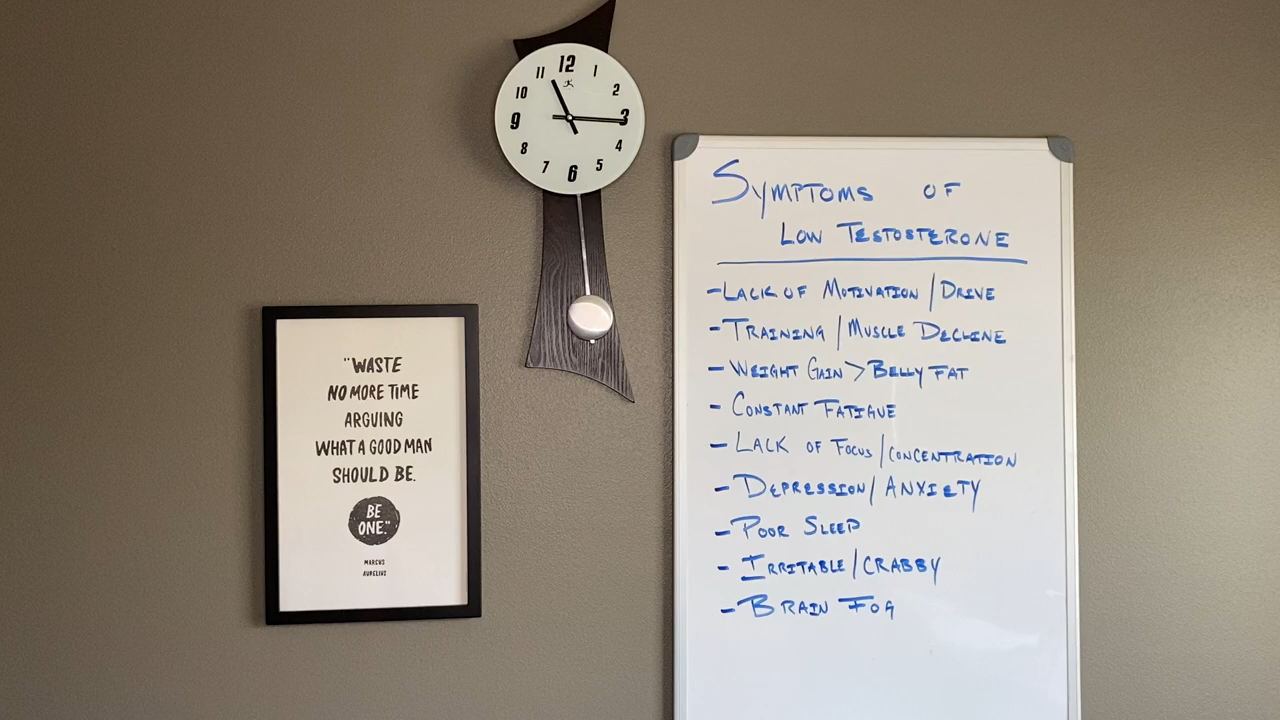 12
11 1
10 2
9 3
8 4
7 5
6
"WASTE
NO MORE TIME
ARGUING
WHAT A GOOD MAN
SHOULD BE.
BE
ONE."
MARCUS
AURELIUS
SYMPTOMS OF
LOW TESTOSTERONE
- LACK OF MOTIVATION / DRIVE
- TRAINING / MUSCLE DECLINE
- WEIGHT GAIN > BELLY FAT
- CONSTANT FATIGUE
- LACK OF FOCUS / CONCENTRATION
- DEPRESSION / ANXIETY
- POOR SLEEP
- IRRITABLE / CRABBY
- BRAIN FOG